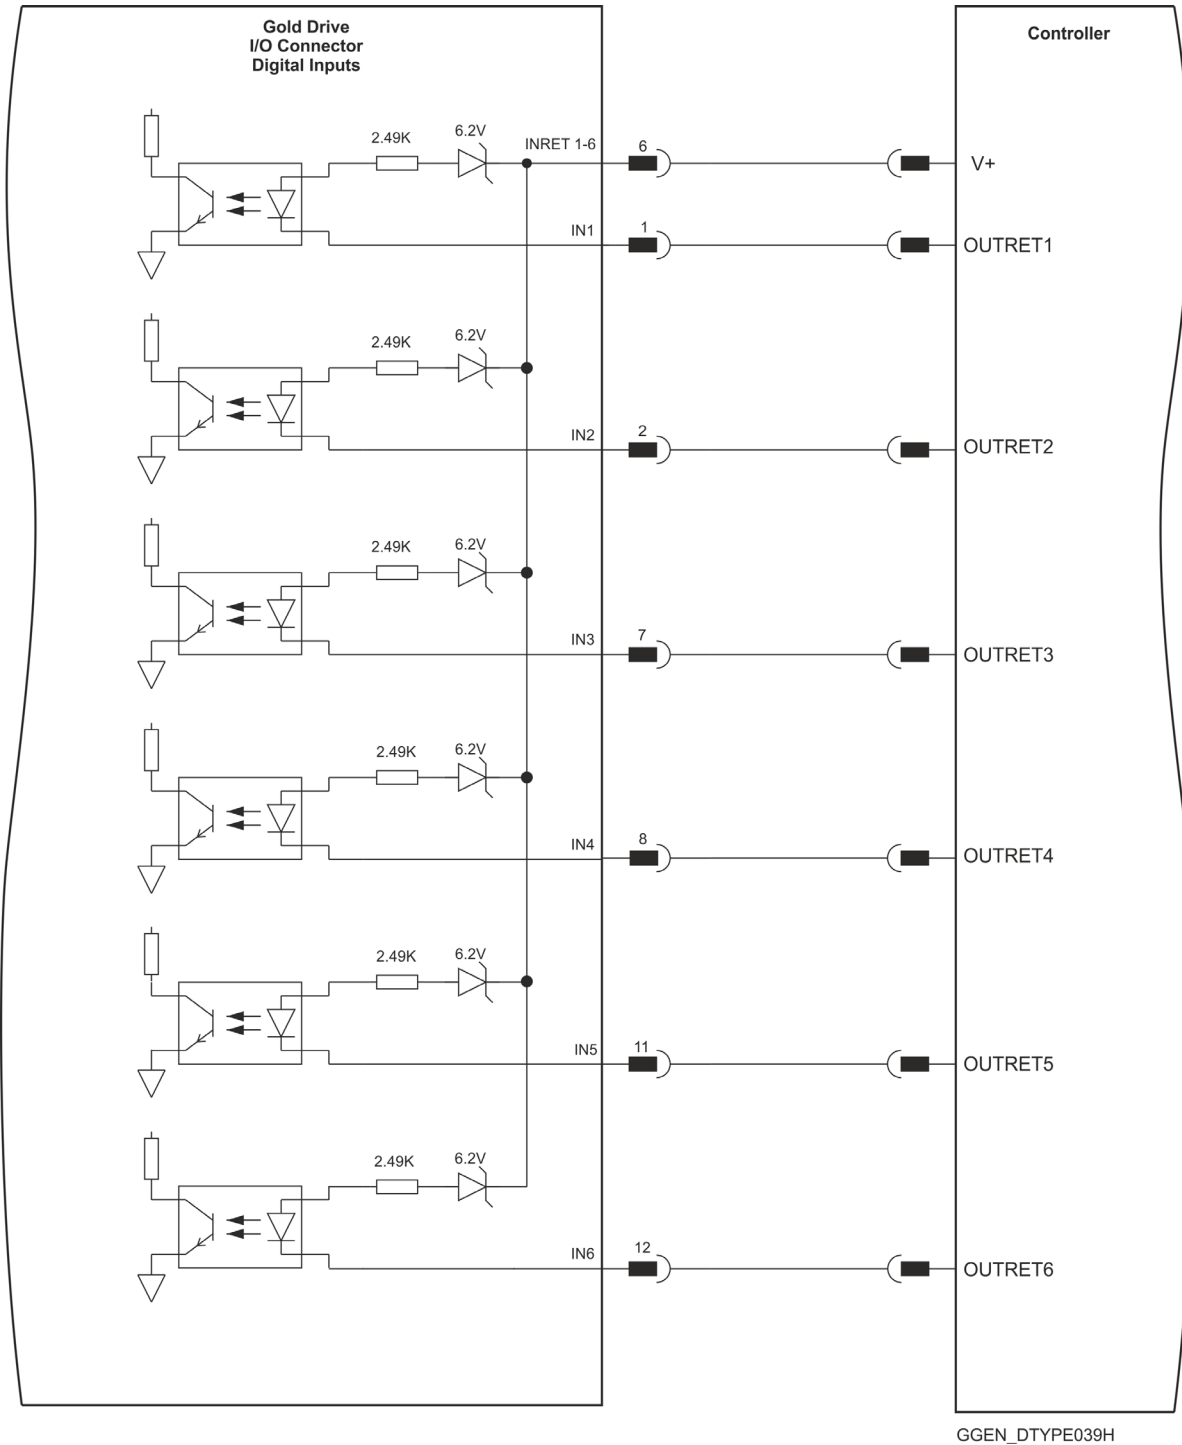 Gold Drive
I/O Connector
Digital Inputs
Controller
2.49K
6.2V
INRET 1-6
6
V+
IN1
1
OUTRET1
2.49K
6.2V
IN2
2
OUTRET2
2.49K
6.2V
IN3
7
OUTRET3
2.49K
6.2V
IN4
8
OUTRET4
2.49K
6.2V
IN5
11
OUTRET5
2.49K
6.2V
IN6
12
OUTRET6
GGEN_DTYPE039H